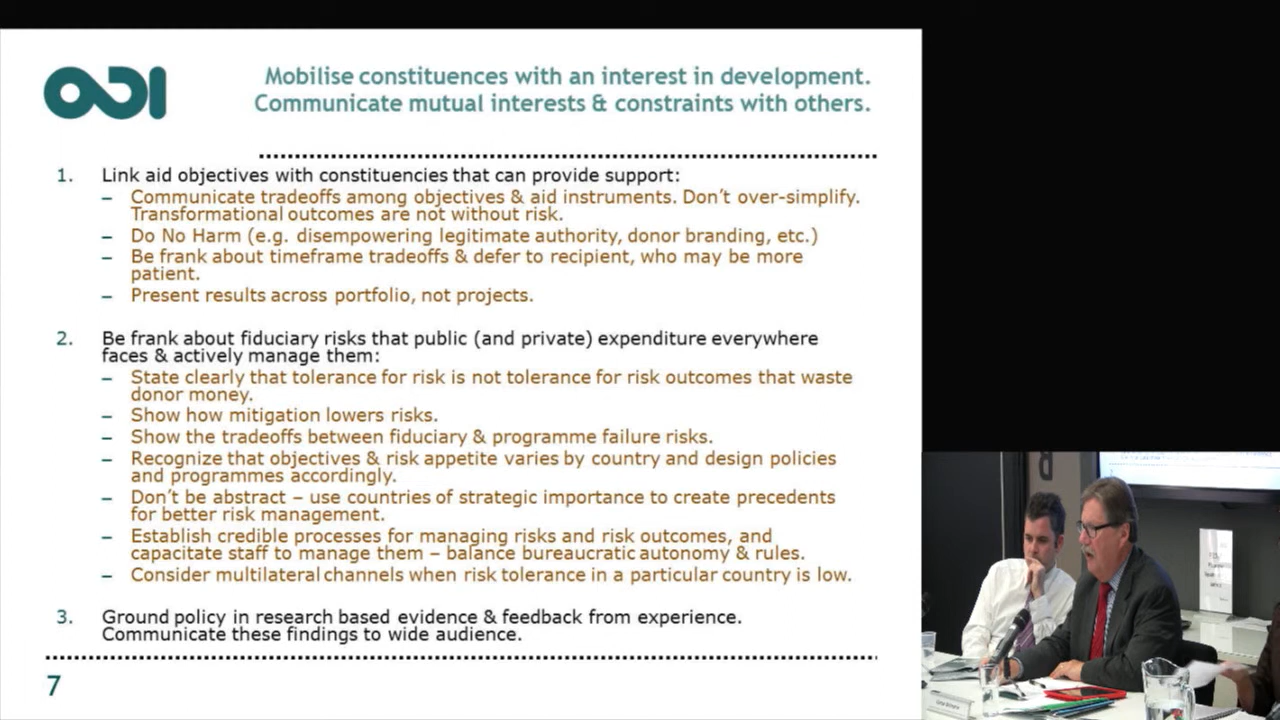 ODI
Mobilise constituences with an interest in development.
Communicate mutual interests & constraints with others.
1. Link aid objectives with constituencies that can provide support:
– Communicate tradeoffs among objectives & aid instruments. Don't over-simplify.
Transformational outcomes are not without risk.
– Do No Harm (e.g. disempowering legitimate authority, donor branding, etc.)
– Be frank about timeframe tradeoffs & defer to recipient, who may be more
patient.
– Present results across portfolio, not projects.
2. Be frank about fiduciary risks that public (and private) expenditure everywhere
faces & actively manage them:
– State clearly that tolerance for risk is not tolerance for risk outcomes that waste
donor money.
– Show how mitigation lowers risks.
– Show the tradeoffs between fiduciary & programme failure risks.
– Recognize that objectives & risk appetite varies by country and design policies
and programmes accordingly.
– Don't be abstract – use countries of strategic importance to create precedents
for better risk management.
– Establish credible processes for managing risks and risk outcomes, and
capacitate staff to manage them – balance bureaucratic autonomy & rules.
– Consider multilateral channels when risk tolerance in a particular country is low.
3. Ground policy in research based evidence & feedback from experience.
Communicate these findings to wide audience.
7